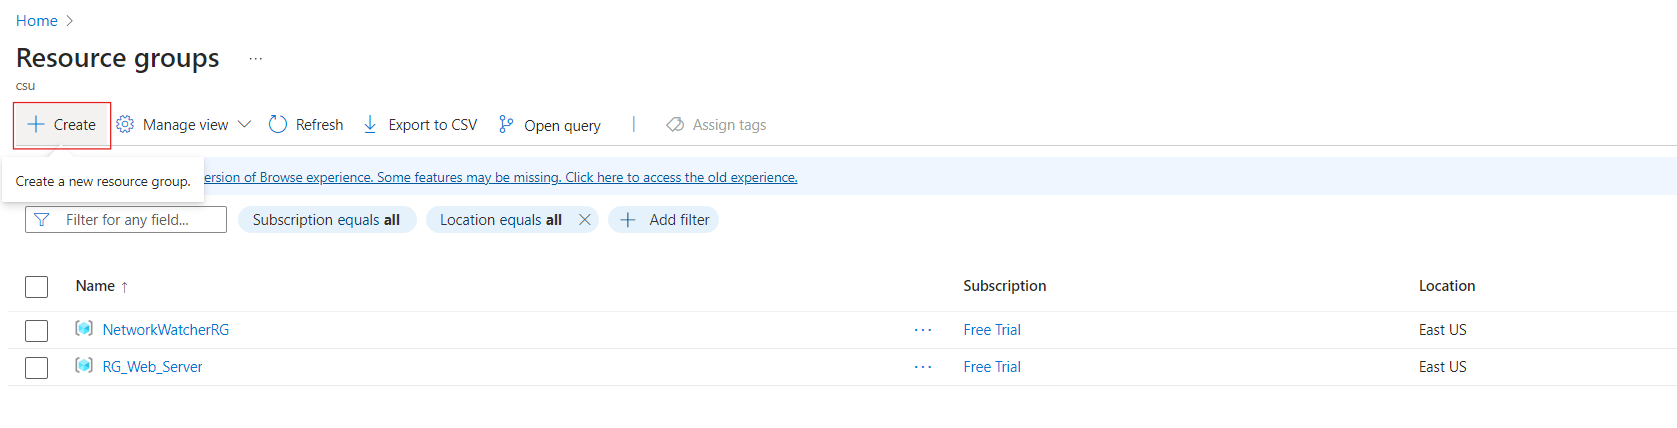 Home
Resource groups ...
csu
Create Manage view Refresh Export to CSV Open query | Assign tags
Create a new resource group.
ersion of Browse experience. Some features may be missing. Click here to access the old experience.
Filter for any field... Subscription equals all Location equals all Add filter
Name ↑ Subscription Location
NetworkWatcherRG ... Free Trial East US
RG_Web_Server ... Free Trial East US